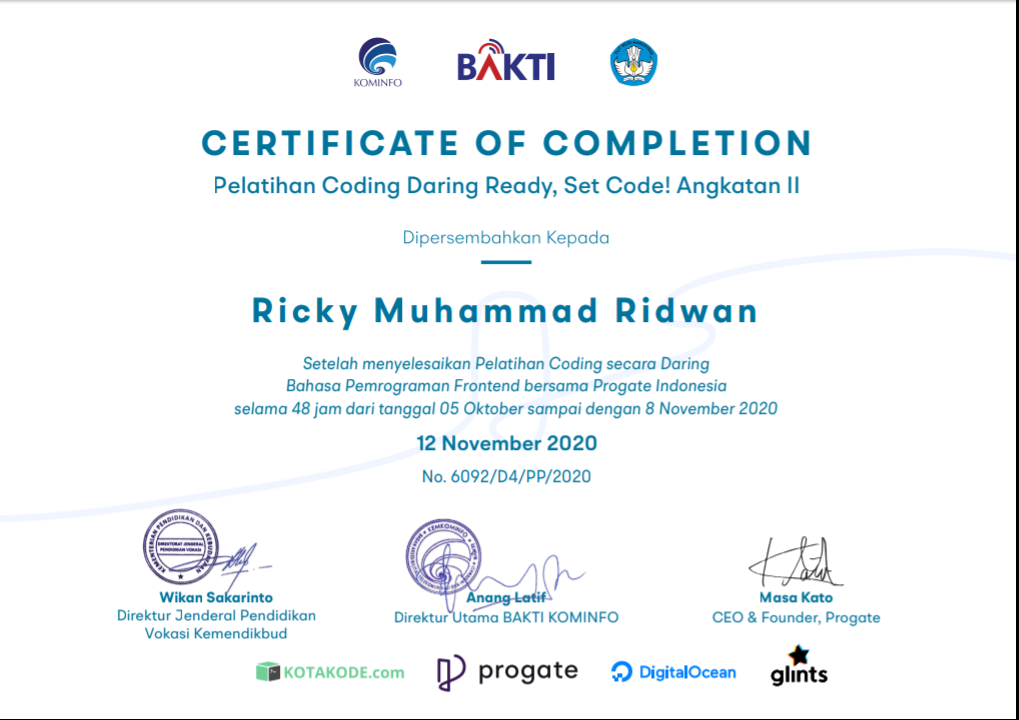 KOMINFO
BAKTI
CERTIFICATE OF COMPLETION
Pelatihan Coding Daring Ready, Set Code! Angkatan II
Dipersembahkan Kepada
Ricky Muhammad Ridwan
Setelah menyelesaikan Pelatihan Coding secara Daring
Bahasa Pemrograman Frontend bersama Progate Indonesia
selama 48 jam dari tanggal 05 Oktober sampai dengan 8 November 2020
12 November 2020
No. 6092/D4/PP/2020
KEMENTERIAN PENDIDIKAN DAN KEBUDAYAAN
DIREKTORAT JENDERAL
PENDIDIKAN VOKASI
KEMKOMINFO
Wikan Sakarinto
Direktur Jenderal Pendidikan
Vokasi Kemendikbud
Anang Latif
Direktur Utama BAKTI KOMINFO
Masa Kato
CEO & Founder, Progate
KOTAKODE.com
progate
DigitalOcean
glints